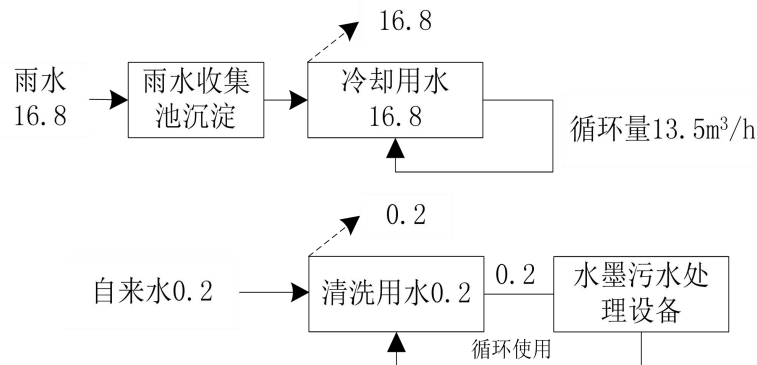 16.8
雨水
16.8
雨水收集
池沉淀
冷却用水
16.8
循环量13.5m³/h
0.2
自来水0.2
清洗用水0.2
0.2
水墨污水处
理设备
循环使用